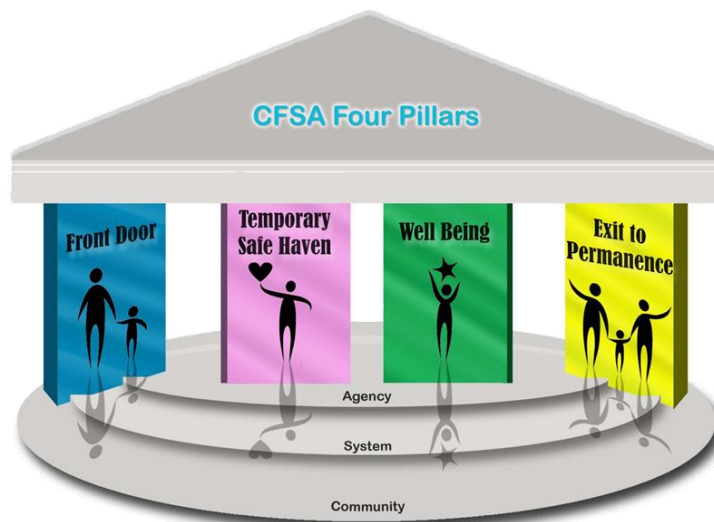 CFSA Four Pillars
Front Door
Temporary
Safe Haven
Well Being
Exit to
Permanence
Agency
System
Community